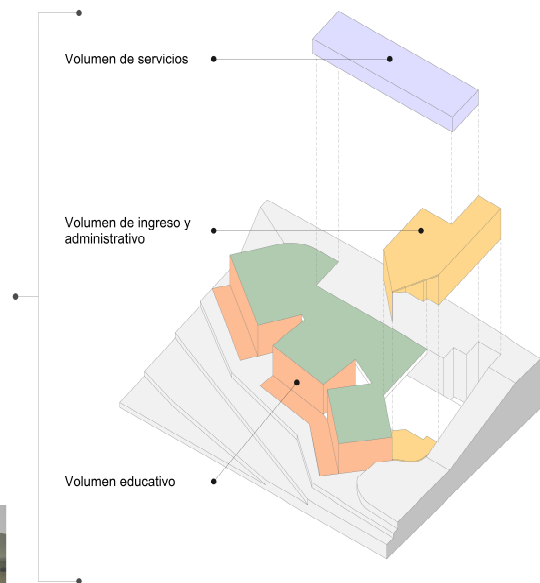 Volumen de servicios
Volumen de ingreso y
administrativo
Volumen educativo